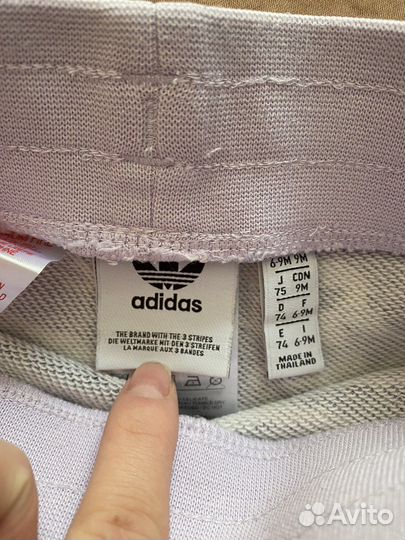 adidas
THE BRAND WITH THE 3 STRIPES
DIE WELTMARKE MIT DEN 3 STREIFEN
LA MARQUE AUX 3 BANDES
6-9M 9M
J CDN
75 9M
D F
74 6-9M
E I
74 6-9M
MADE IN
THAILAND
Avito